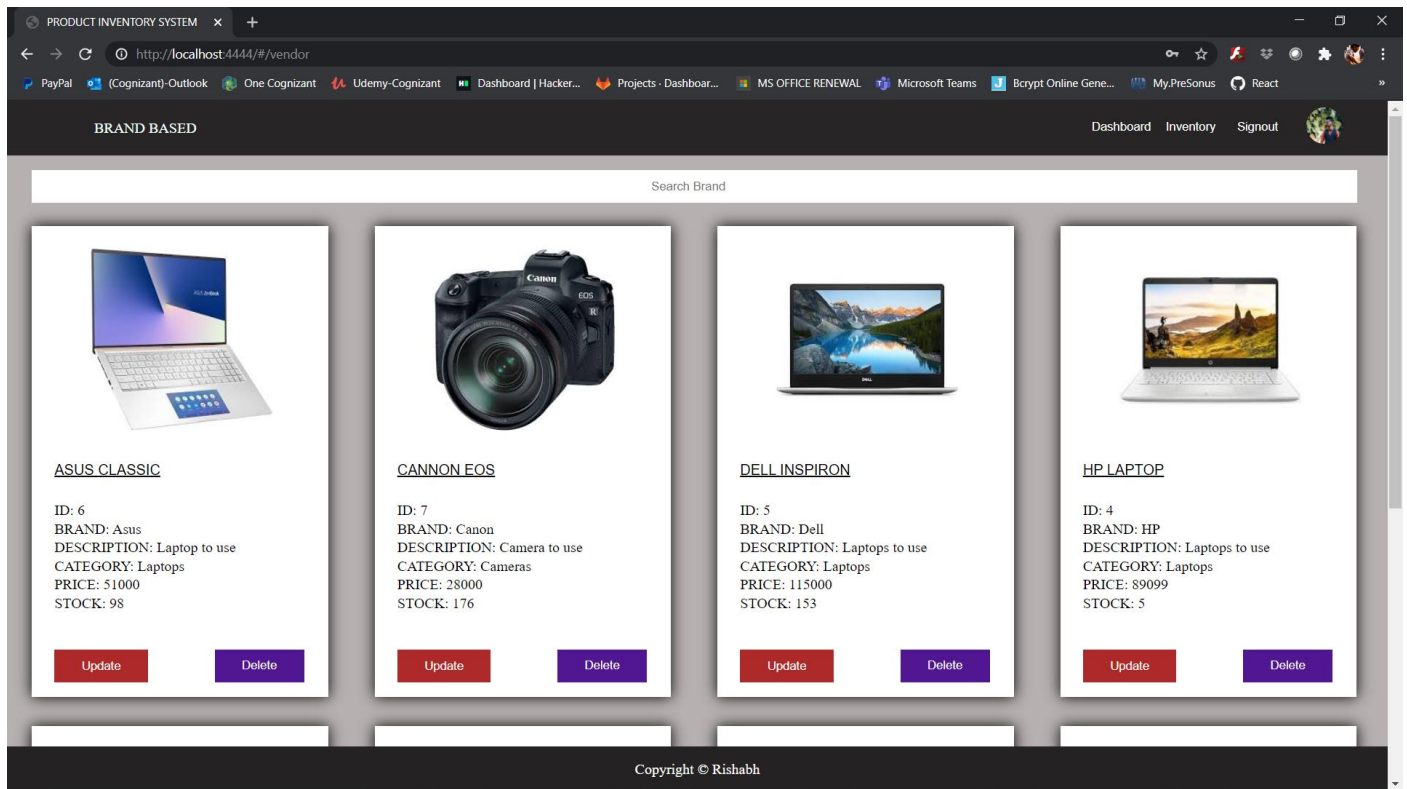 PRODUCT INVENTORY SYSTEM
http://localhost:4444/#/vendor
PayPal (Cognizant)-Outlook One Cognizant Udemy-Cognizant Dashboard | Hacker... Projects · Dashboar... MS OFFICE RENEWAL Microsoft Teams Bcrypt Online Gene... My.PreSonus React »
BRAND BASED Dashboard Inventory Signout
Search Brand
ASUS ZenBook
Canon
EOS
R
DELL
ASUS CLASSIC
ID: 6
BRAND: Asus
DESCRIPTION: Laptop to use
CATEGORY: Laptops
PRICE: 51000
STOCK: 98
Update Delete
CANNON EOS
ID: 7
BRAND: Canon
DESCRIPTION: Camera to use
CATEGORY: Cameras
PRICE: 28000
STOCK: 176
Update Delete
DELL INSPIRON
ID: 5
BRAND: Dell
DESCRIPTION: Laptops to use
CATEGORY: Laptops
PRICE: 115000
STOCK: 153
Update Delete
HP LAPTOP
ID: 4
BRAND: HP
DESCRIPTION: Laptops to use
CATEGORY: Laptops
PRICE: 89099
STOCK: 5
Update Delete
Copyright © Rishabh